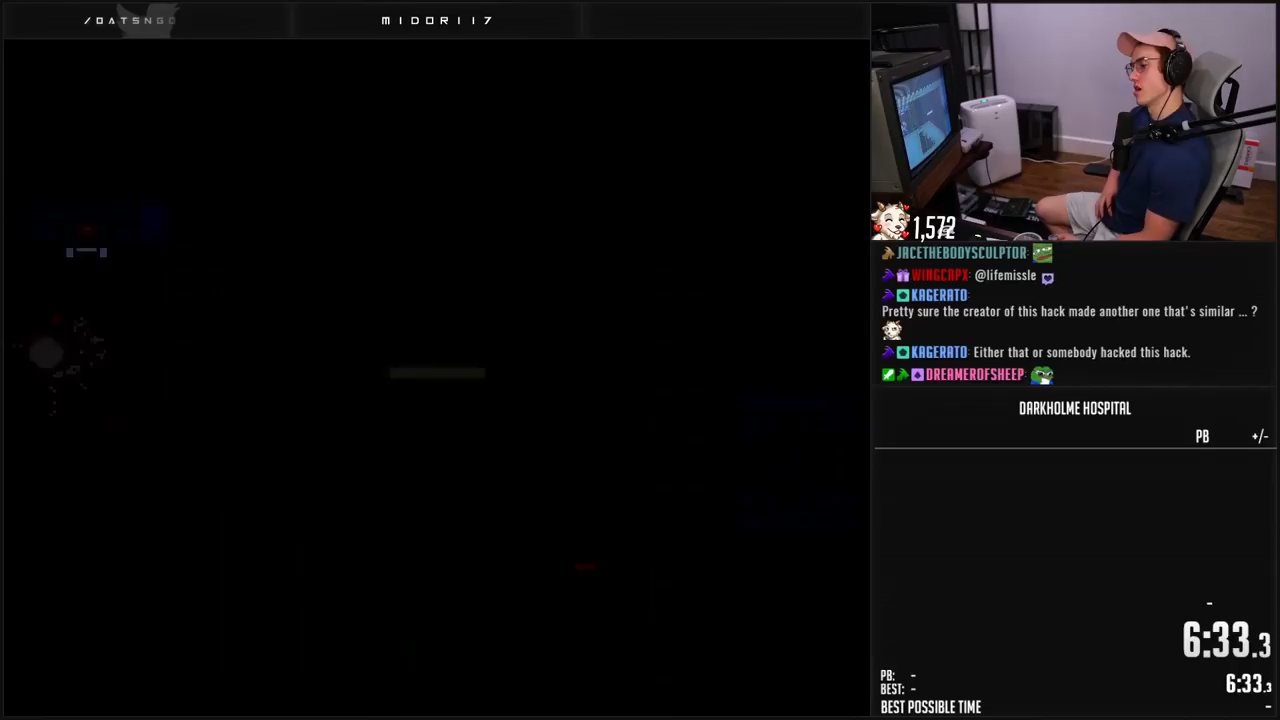 /OATSNGO
MIDORII7
1,572
JACETHEBODYSCULPTOR:
WINGCAPX: @lifemissle
KAGERATO:
Pretty sure the creator of this hack made another one that's similar ... ?
KAGERATO: Either that or somebody hacked this hack.
DREAMEROFSHEEP:
DARKHOLME HOSPITAL
PB +/-
-
6:33.3
PB: - 6:33.3
BEST: -
BEST POSSIBLE TIME -